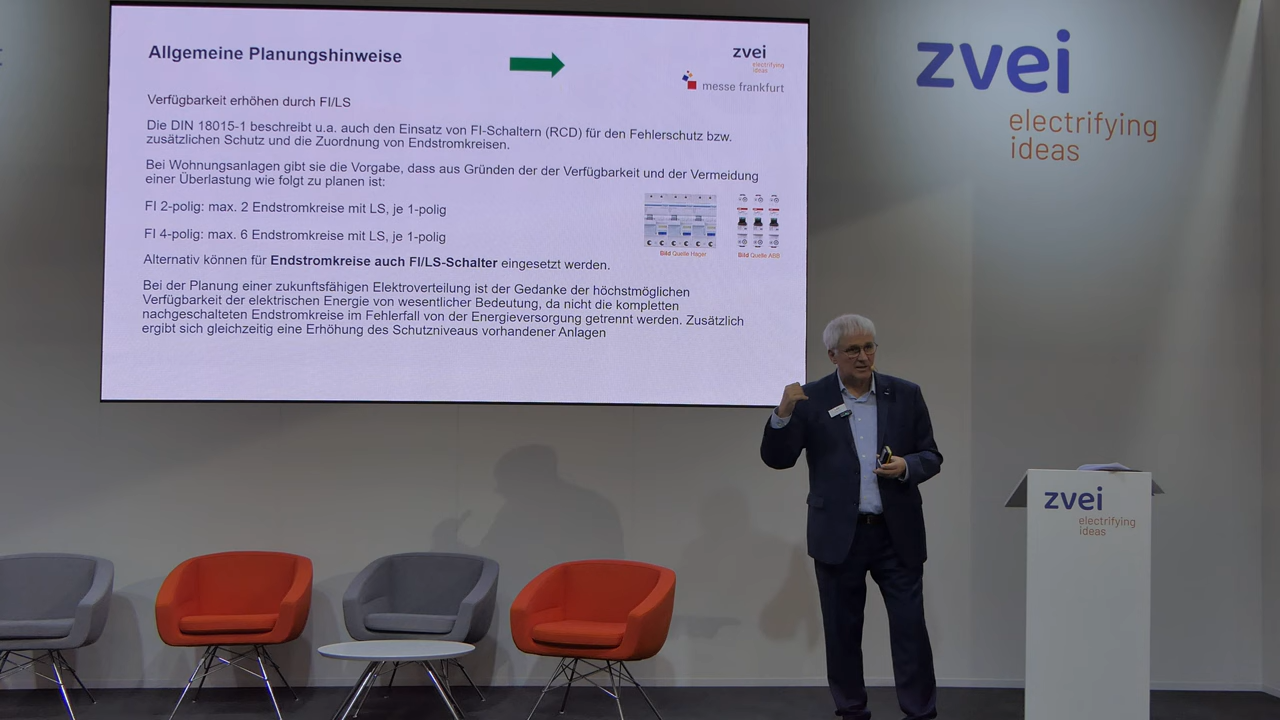 Allgemeine Planungshinweise
zvei
electrifying
ideas
messe frankfurt
Verfügbarkeit erhöhen durch FI/LS
Die DIN 18015-1 beschreibt u.a. auch den Einsatz von FI-Schaltern (RCD) für den Fehlerschutz bzw.
zusätzlichen Schutz und die Zuordnung von Endstromkreisen.
Bei Wohnungsanlagen gibt sie die Vorgabe, dass aus Gründen der der Verfügbarkeit und der Vermeidung
einer Überlastung wie folgt zu planen ist:
FI 2-polig: max. 2 Endstromkreise mit LS, je 1-polig
FI 4-polig: max. 6 Endstromkreise mit LS, je 1-polig
Bild Quelle Hager
Bild Quelle ABB
Alternativ können für Endstromkreise auch FI/LS-Schalter eingesetzt werden.
Bei der Planung einer zukunftsfähigen Elektroverteilung ist der Gedanke der höchstmöglichen
Verfügbarkeit der elektrischen Energie von wesentlicher Bedeutung, da nicht die kompletten
nachgeschalteten Endstromkreise im Fehlerfall von der Energieversorgung getrennt werden. Zusätzlich
ergibt sich gleichzeitig eine Erhöhung des Schutzniveaus vorhandener Anlagen
zvei
electrifying
ideas
zvei
electrifying
ideas